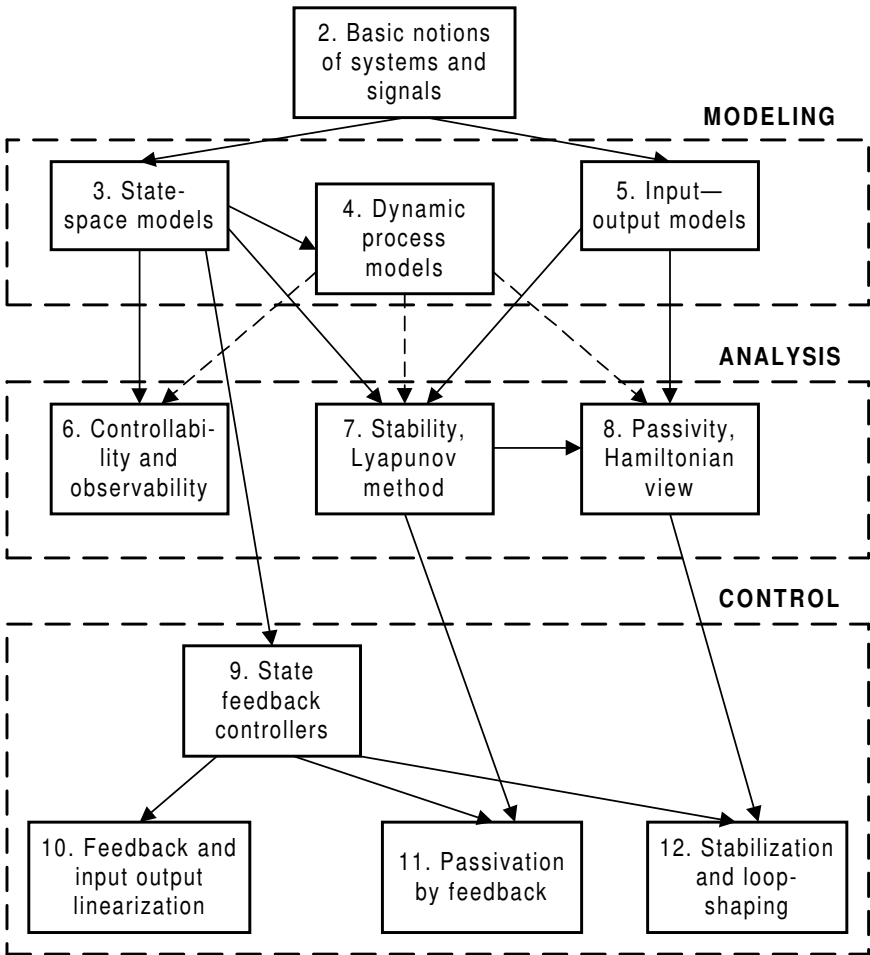 2. Basic notions
of systems and
signals
MODELING
3. State-
space models
4. Dynamic
process
models
5. Input—
output models
ANALYSIS
6. Controllabi-
lity and
observability
7. Stability,
Lyapunov
method
8. Passivity,
Hamiltonian
view
CONTROL
9. State
feedback
controllers
10. Feedback and
input output
linearization
11. Passivation
by feedback
12. Stabilization
and loop-
shaping